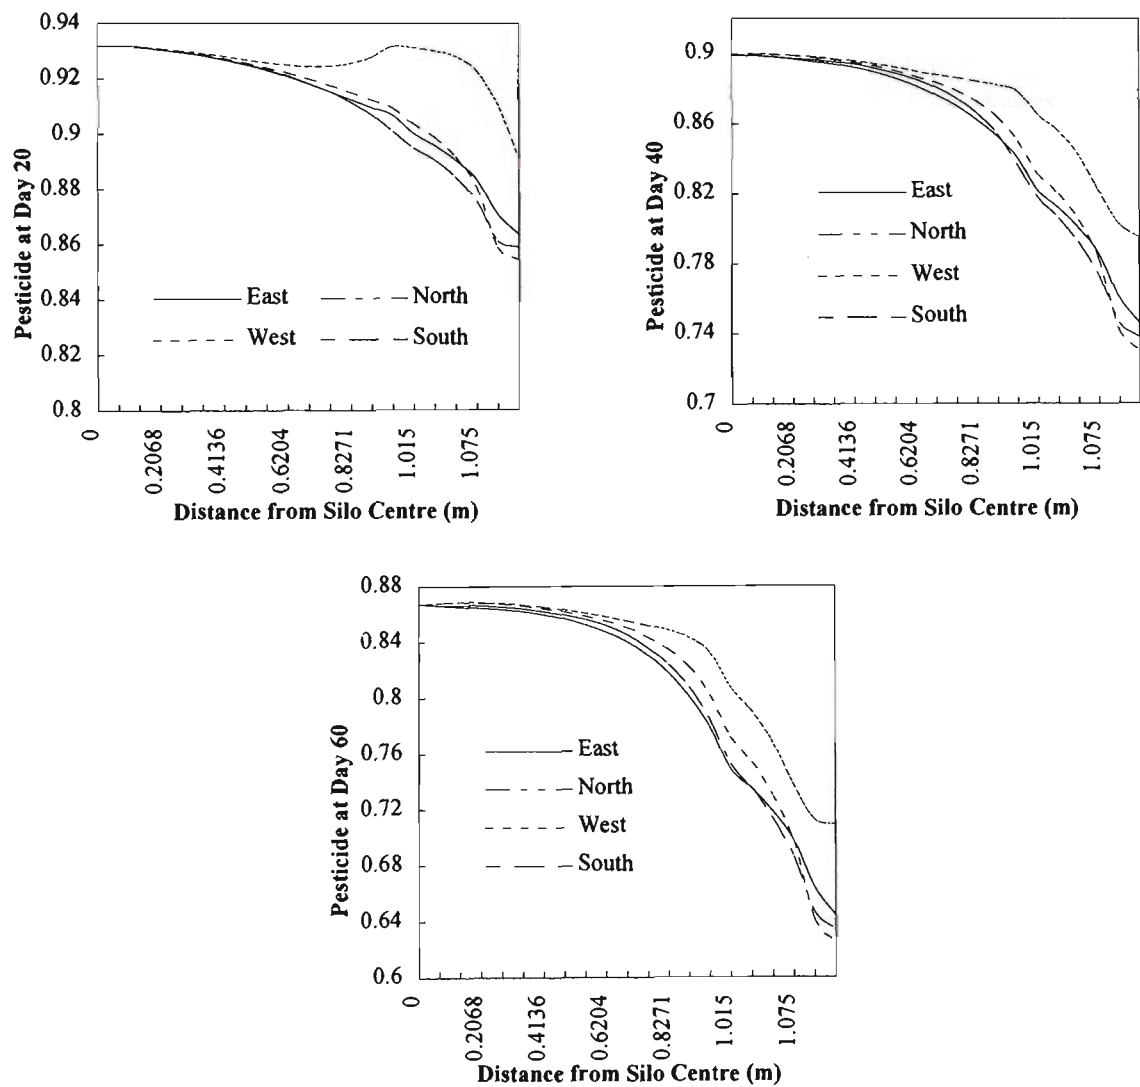 Pesticide at Day 20
0.94
0.92
0.9
0.88
0.86
0.84
0.82
0.8
East
North
West
South
0
0.2068
0.4136
0.6204
0.8271
1.015
1.075
Distance from Silo Centre (m)
Pesticide at Day 40
0.9
0.86
0.82
0.78
0.74
0.7
East
North
West
South
0
0.2068
0.4136
0.6204
0.8271
1.015
1.075
Distance from Silo Centre (m)
Pesticide at Day 60
0.88
0.84
0.8
0.76
0.72
0.68
0.64
0.6
East
North
West
South
0
0.2068
0.4136
0.6204
0.8271
1.015
1.075
Distance from Silo Centre (m)